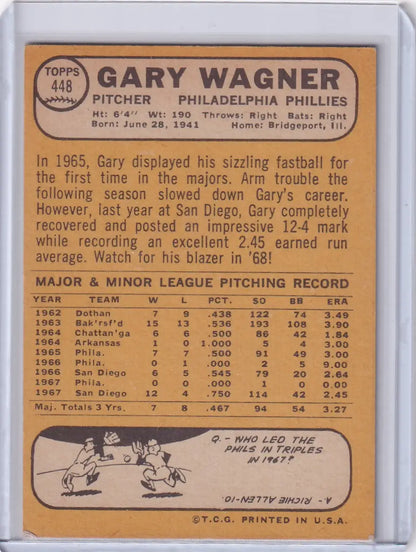 TOPPS
448
GARY WAGNER
PITCHER PHILADELPHIA PHILLIES
Ht: 6'4" Wt: 190 Throws: Right Bats: Right
Born: June 28, 1941 Home: Bridgeport, Ill.
In 1965, Gary displayed his sizzling fastball for
the first time in the majors. Arm trouble the
following season slowed down Gary's career.
However, last year at San Diego, Gary completely
recovered and posted an impressive 12-4 mark
while recording an excellent 2.45 earned run
average. Watch for his blazer in '68!
MAJOR & MINOR LEAGUE PITCHING RECORD
YEAR TEAM W L PCT. SO BB ERA
1962 Dothan 7 9 .438 122 74 3.49
1963 Bak'rsf'd 15 13 .536 193 108 3.90
1964 Chattan'ga 6 6 .500 86 42 1.84
1964 Arkansas 1 0 1.000 5 4 3.00
1965 Phila. 7 7 .500 91 49 3.00
1966 Phila. 0 1 .000 2 5 9.00
1966 San Diego 6 5 .545 79 20 2.64
1967 Phila. 0 0 .000 1 0 0.00
1967 San Diego 12 4 .750 114 42 2.45
Maj. Totals 3 Yrs. 7 8 .467 94 54 3.27
Q. - WHO LED THE
PHILS IN TRIPLES
IN 1967?
A. - RICHIE ALLEN-10.
©T.C.G. PRINTED IN U.S.A.